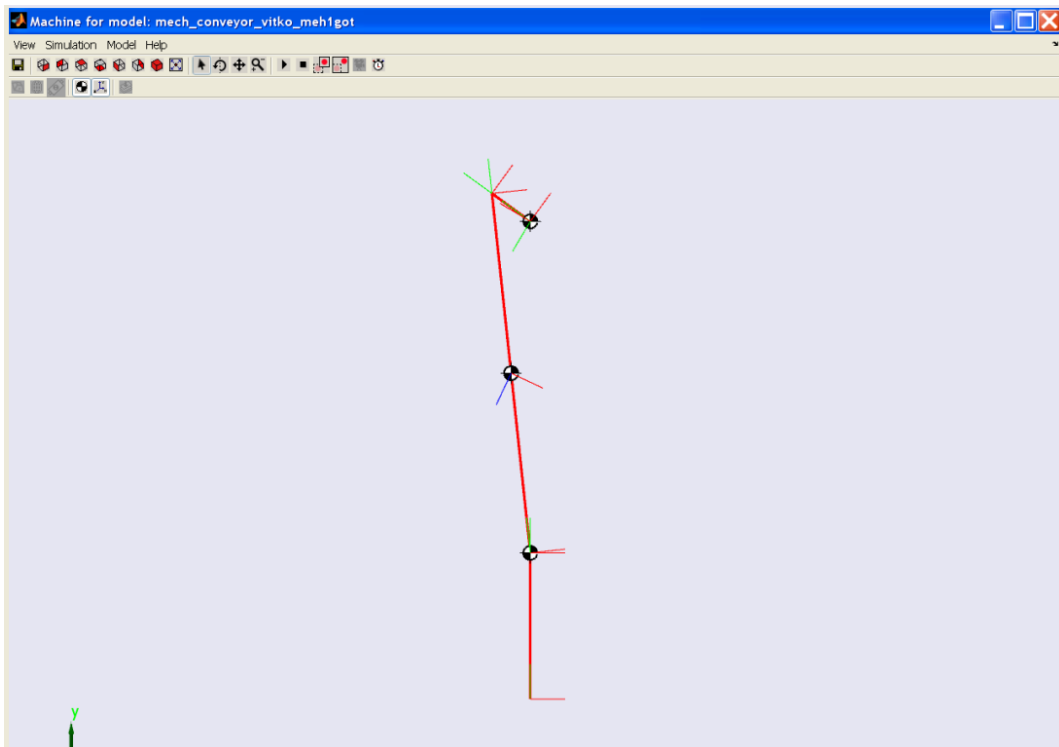 Machine for model: mech_conveyor_vitko_meh1got
View Simulation Model Help
y